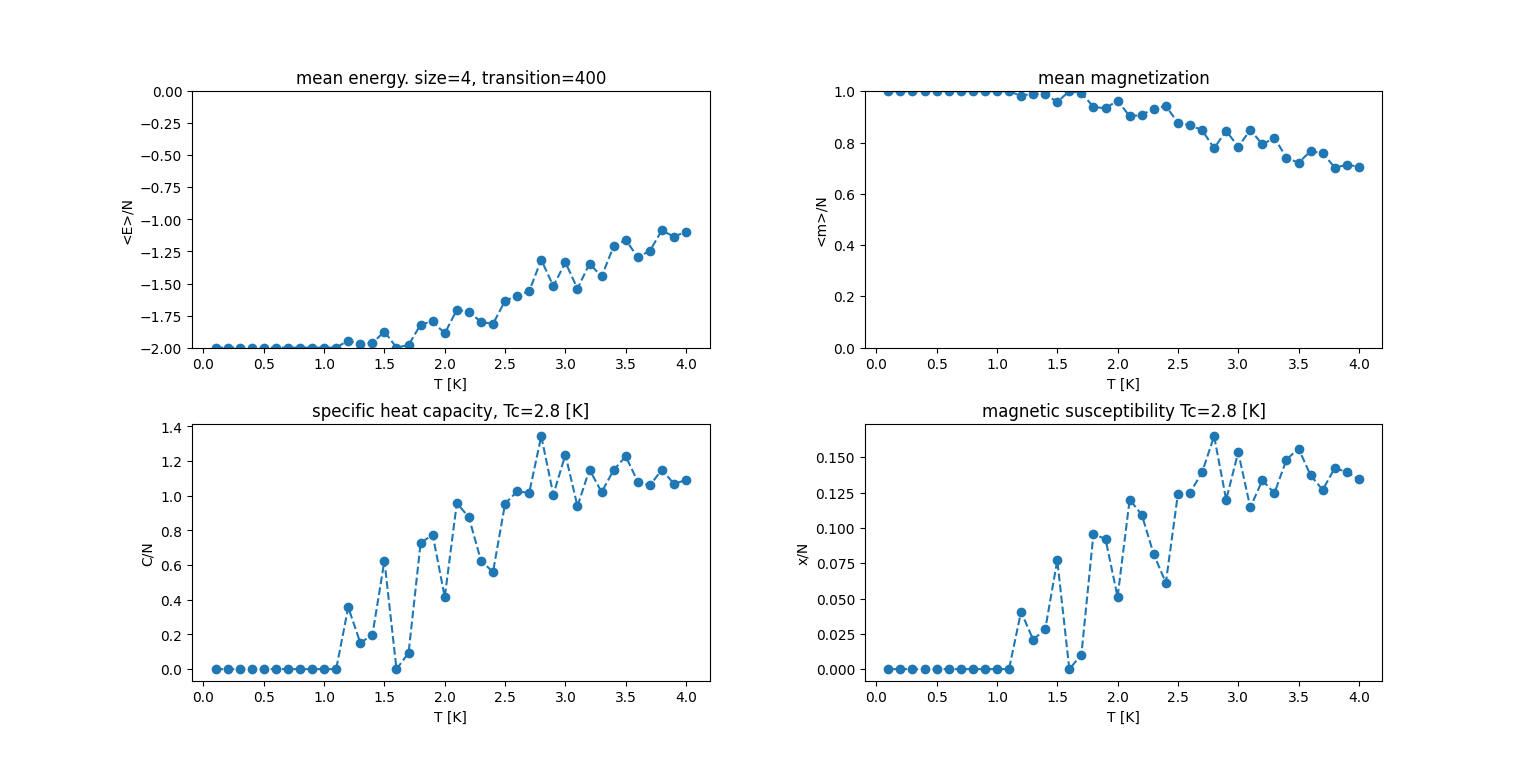 mean energy. size=4, transition=400
<E>/N
0.00
−0.25
−0.50
−0.75
−1.00
−1.25
−1.50
−1.75
−2.00
0.0 0.5 1.0 1.5 2.0 2.5 3.0 3.5 4.0
T [K]
mean magnetization
<m>/N
1.0
0.8
0.6
0.4
0.2
0.0
0.0 0.5 1.0 1.5 2.0 2.5 3.0 3.5 4.0
T [K]
specific heat capacity, Tc=2.8 [K]
C/N
1.4
1.2
1.0
0.8
0.6
0.4
0.2
0.0
0.0 0.5 1.0 1.5 2.0 2.5 3.0 3.5 4.0
T [K]
magnetic susceptibility Tc=2.8 [K]
x/N
0.150
0.125
0.100
0.075
0.050
0.025
0.000
0.0 0.5 1.0 1.5 2.0 2.5 3.0 3.5 4.0
T [K]